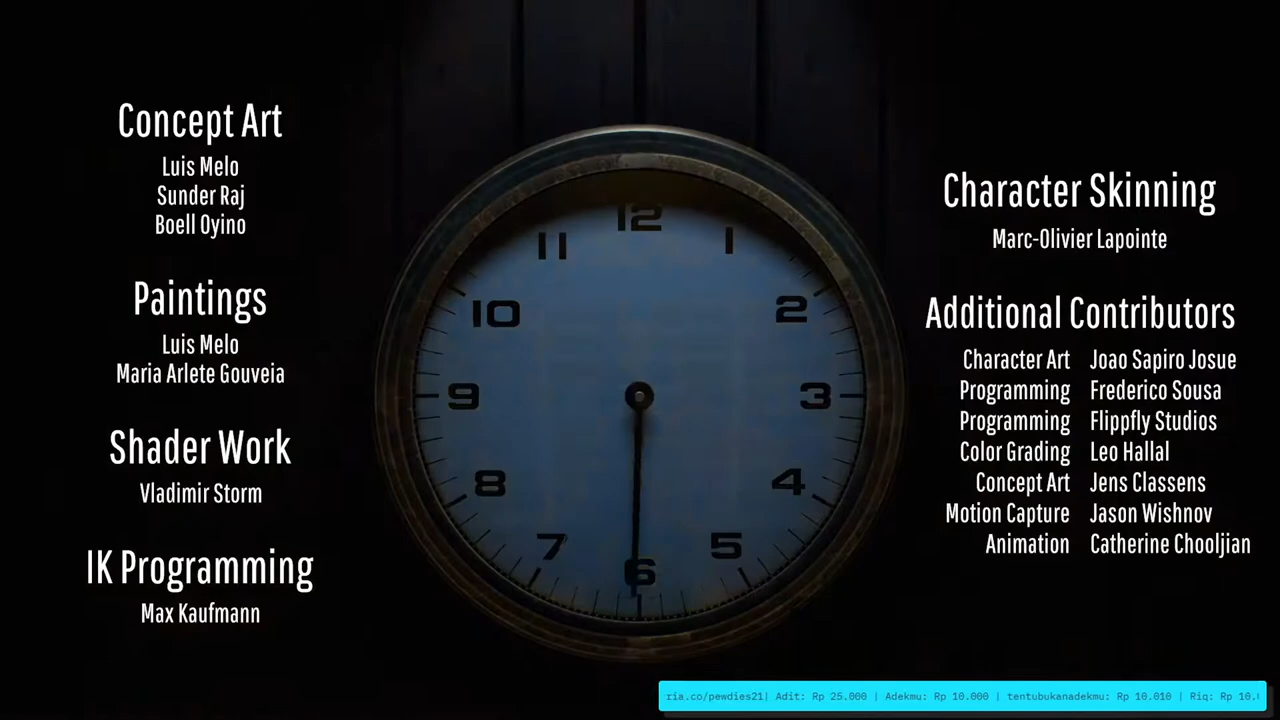 Concept Art
Luis Melo
Sunder Raj
Boell Oyino
Paintings
Luis Melo
Maria Arlete Gouveia
Shader Work
Vladimir Storm
IK Programming
Max Kaufmann
12
1
2
3
4
5
6
7
8
9
10
11
Character Skinning
Marc-Olivier Lapointe
Additional Contributors
Character Art Joao Sapiro Josue
Programming Frederico Sousa
Programming Flippfly Studios
Color Grading Leo Hallal
Concept Art Jens Classens
Motion Capture Jason Wishnov
Animation Catherine Chooljian
ria.co/pewdies21| Adit: Rp 25.000 | Adekmu: Rp 10.000 | tentubukanadekmu: Rp 10.010 | Riq: Rp 10.